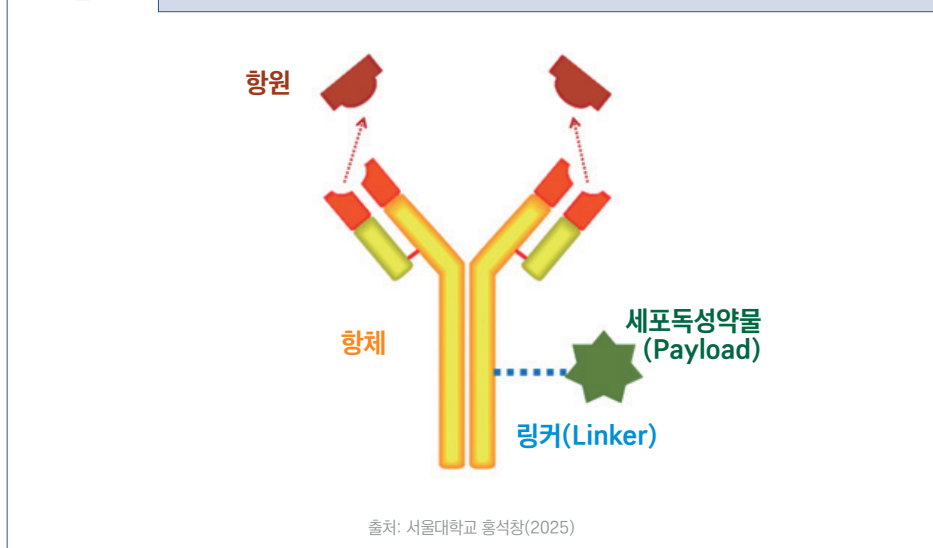 항원
항체
세포독성약물
(Payload)
링커(Linker)
출처: 서울대학교 홍석창(2025)